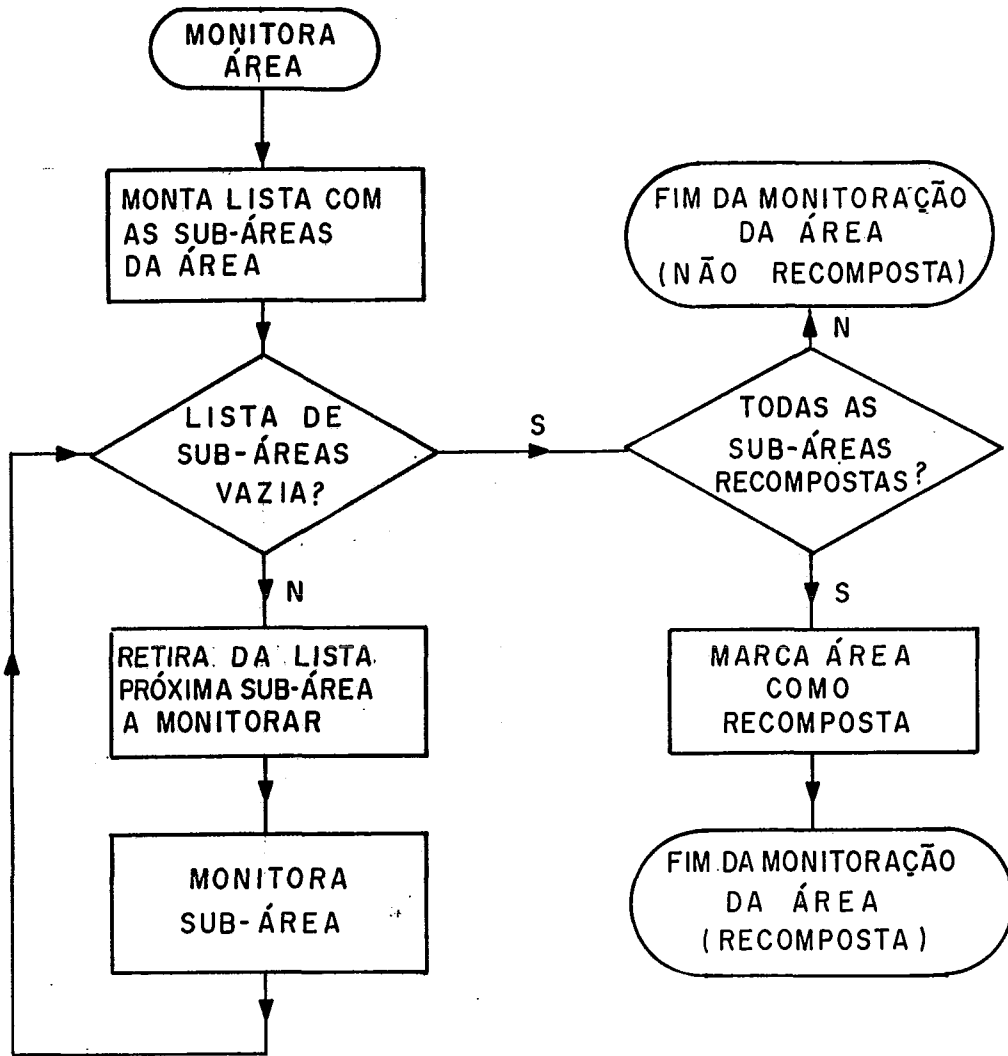 MONITORA
ÁREA
MONTA LISTA COM
AS SUB-ÁREAS
DA ÁREA
LISTA DE
SUB-ÁREAS
VAZIA?
S
N
RETIRA DA LISTA
PRÓXIMA SUB-ÁREA
A MONITORAR
MONITORA
SUB-ÁREA
FIM DA MONITORAÇÃO
DA ÁREA
(NÃO RECOMPOSTA)
N
TODAS AS
SUB-ÁREAS
RECOMPOSTAS?
S
MARCA ÁREA
COMO
RECOMPOSTA
FIM DA MONITORAÇÃO
DA ÁREA
(RECOMPOSTA)